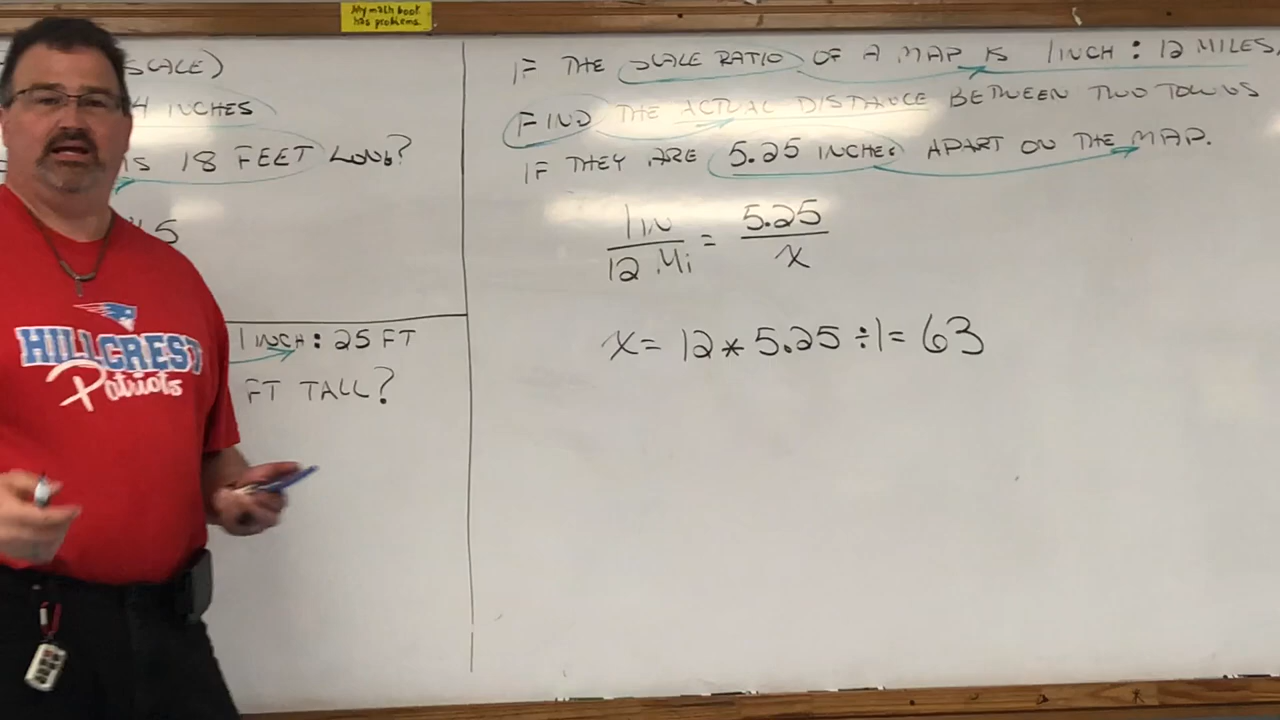 My math book
has problems.
SCALE)
4 INCHES
IS 18 FEET LONG?
5
1 INCH : 25 FT
FT TALL?
IF THE SCALE RATIO OF A MAP IS 1 INCH : 12 MILES,
FIND THE ACTUAL DISTANCE BETWEEN TWO TOWNS
IF THEY ARE 5.25 INCHES APART ON THE MAP.
1 IN / 12 Mi = 5.25 / x
x = 12 * 5.25 ÷ 1 = 63
HILLCREST
Patriots